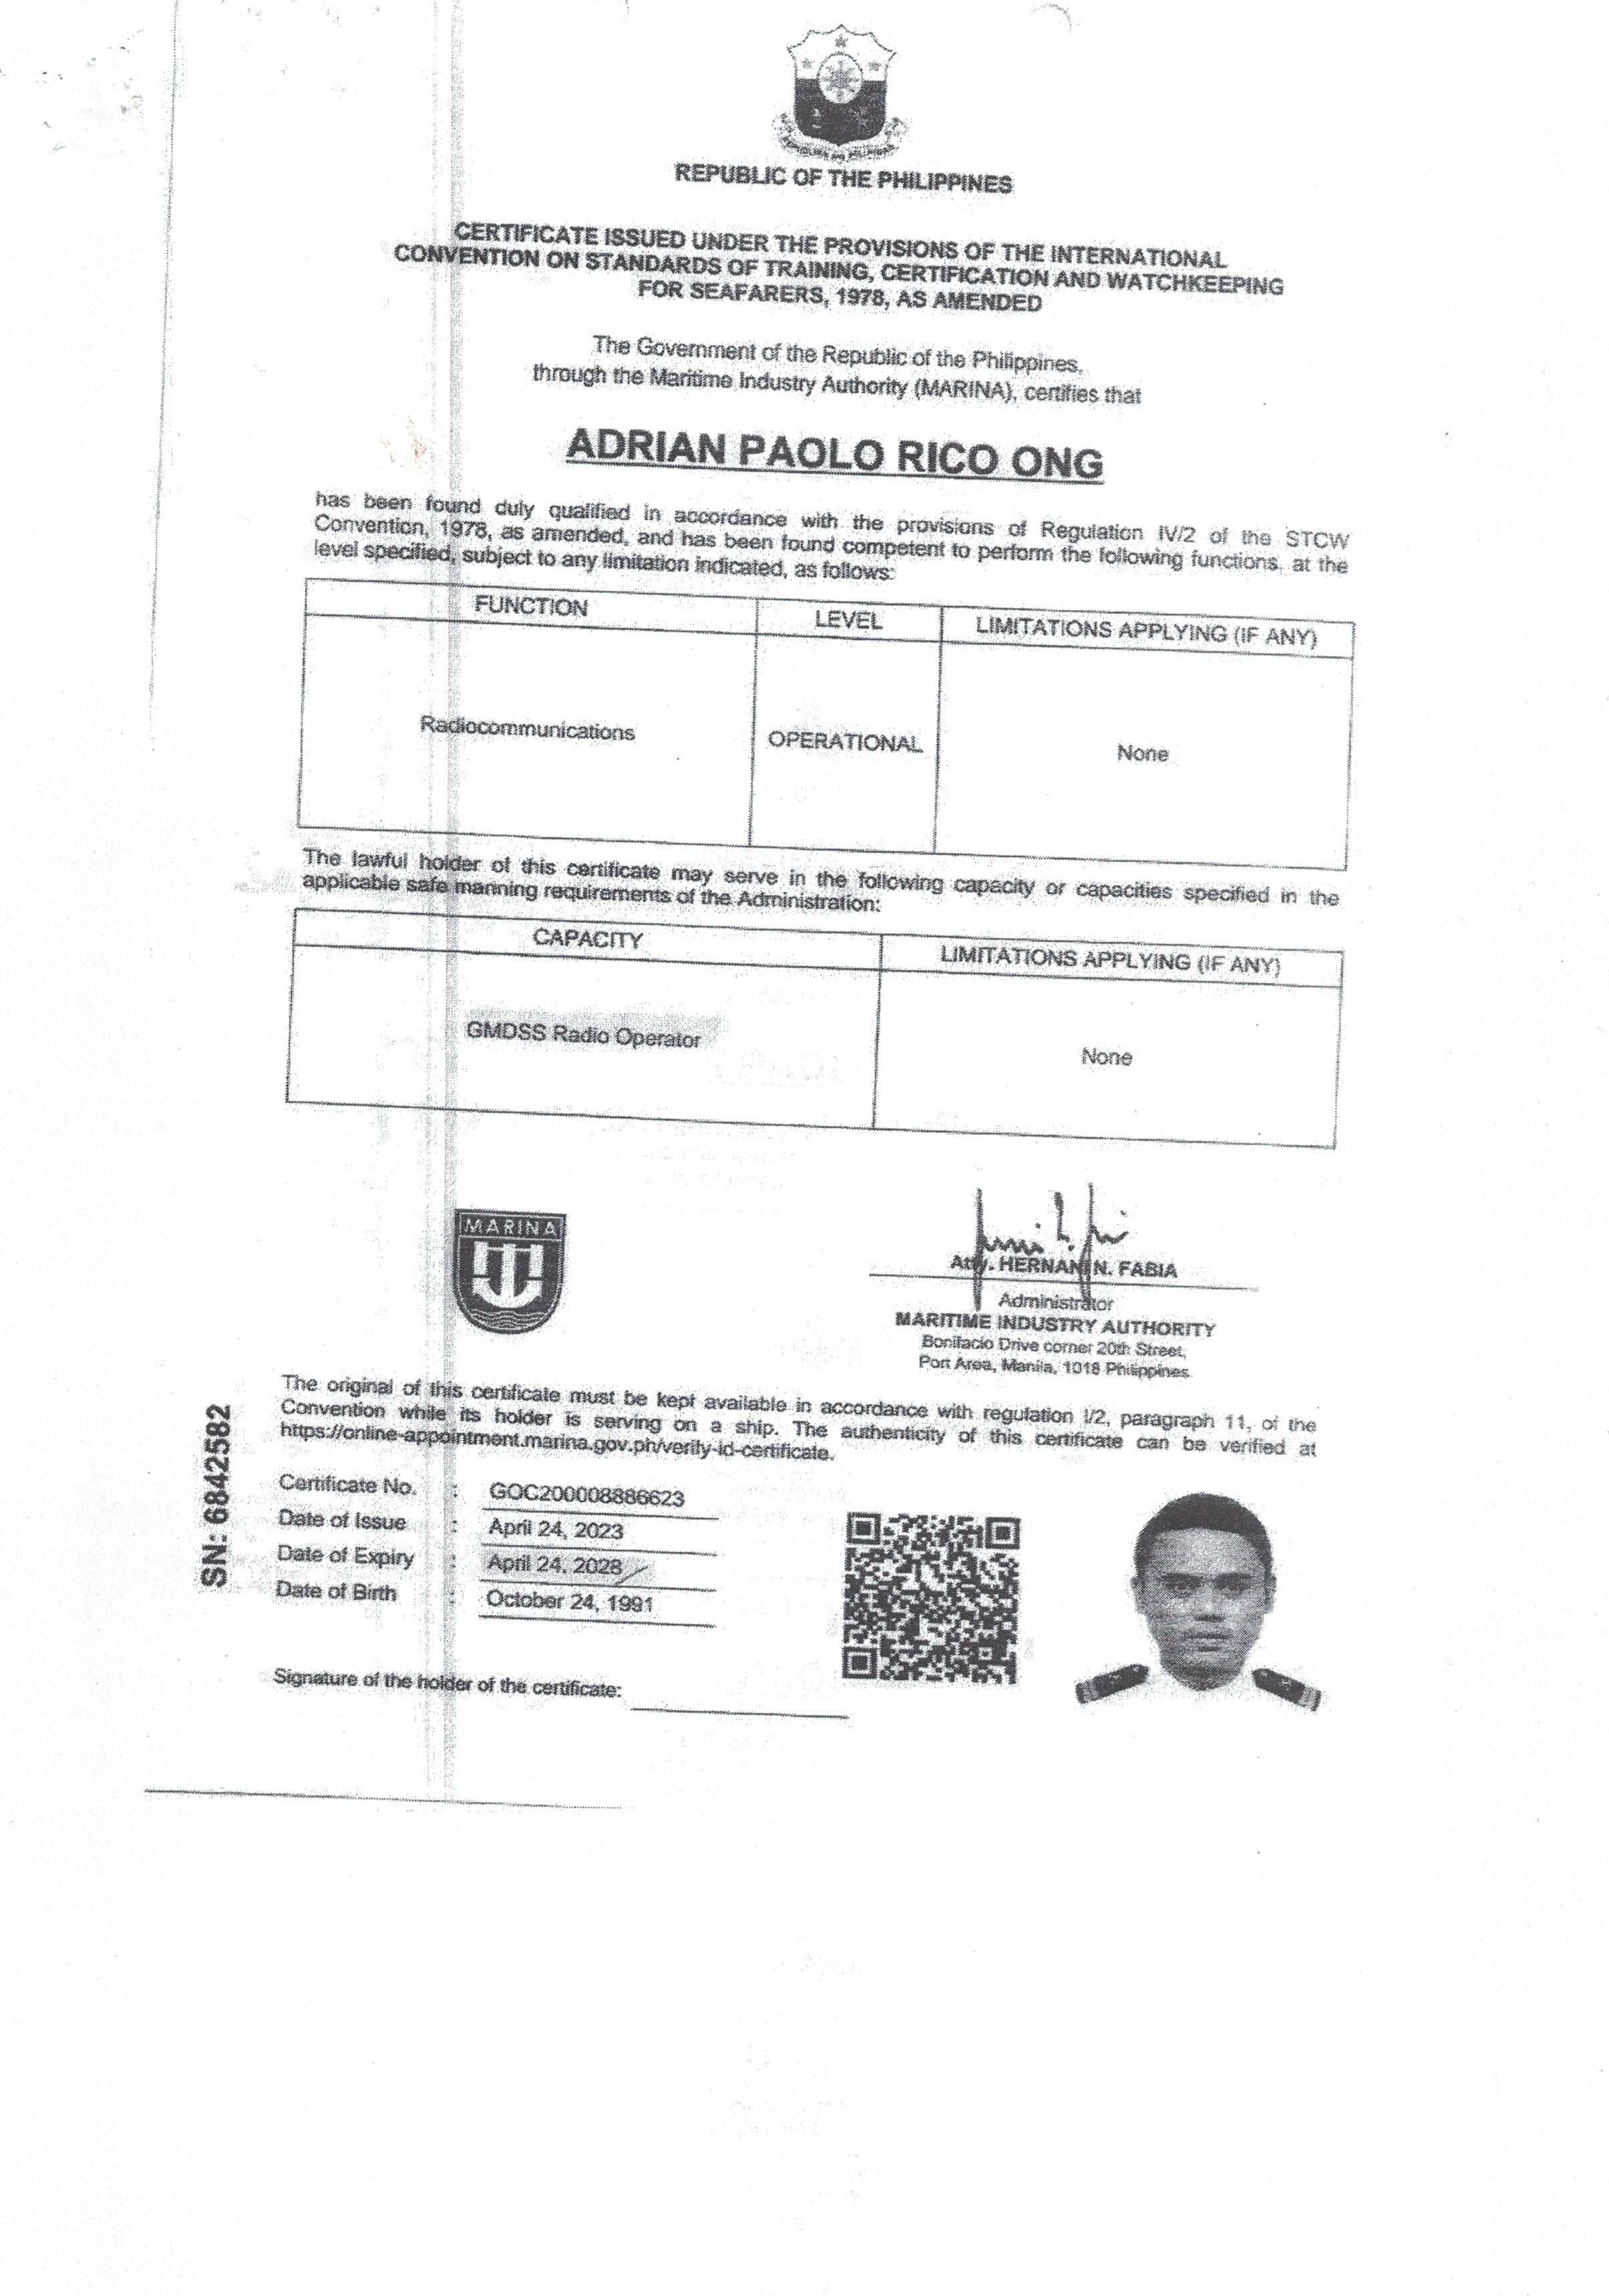 REPUBLIC OF THE PHILIPPINES
CERTIFICATE ISSUED UNDER THE PROVISIONS OF THE INTERNATIONAL
CONVENTION ON STANDARDS OF TRAINING, CERTIFICATION AND WATCHKEEPING
FOR SEAFARERS, 1978, AS AMENDED
The Government of the Republic of the Philippines,
through the Maritime Industry Authority (MARINA), certifies that
ADRIAN PAOLO RICO ONG
has been found duly qualified in accordance with the provisions of Regulation IV/2 of the STCW
Convention, 1978, as amended, and has been found competent to perform the following functions, at the
level specified, subject to any limitation indicated, as follows:
FUNCTION LEVEL LIMITATIONS APPLYING (IF ANY)
Radiocommunications OPERATIONAL None
The lawful holder of this certificate may serve in the following capacity or capacities specified in the
applicable safe manning requirements of the Administration:
CAPACITY LIMITATIONS APPLYING (IF ANY)
GMDSS Radio Operator None
MARINA
Atty. HERNANI N. FABIA
Administrator
MARITIME INDUSTRY AUTHORITY
Bonifacio Drive corner 20th Street,
Port Area, Manila, 1018 Philippines
The original of this certificate must be kept available in accordance with regulation I/2, paragraph 11, of the
Convention while its holder is serving on a ship. The authenticity of this certificate can be verified at
https://online-appointment.marina.gov.ph/verify-id-certificate.
SN: 6842582
Certificate No. : GOC200008886623
Date of Issue : April 24, 2023
Date of Expiry : April 24, 2028
Date of Birth : October 24, 1991
Signature of the holder of the certificate: